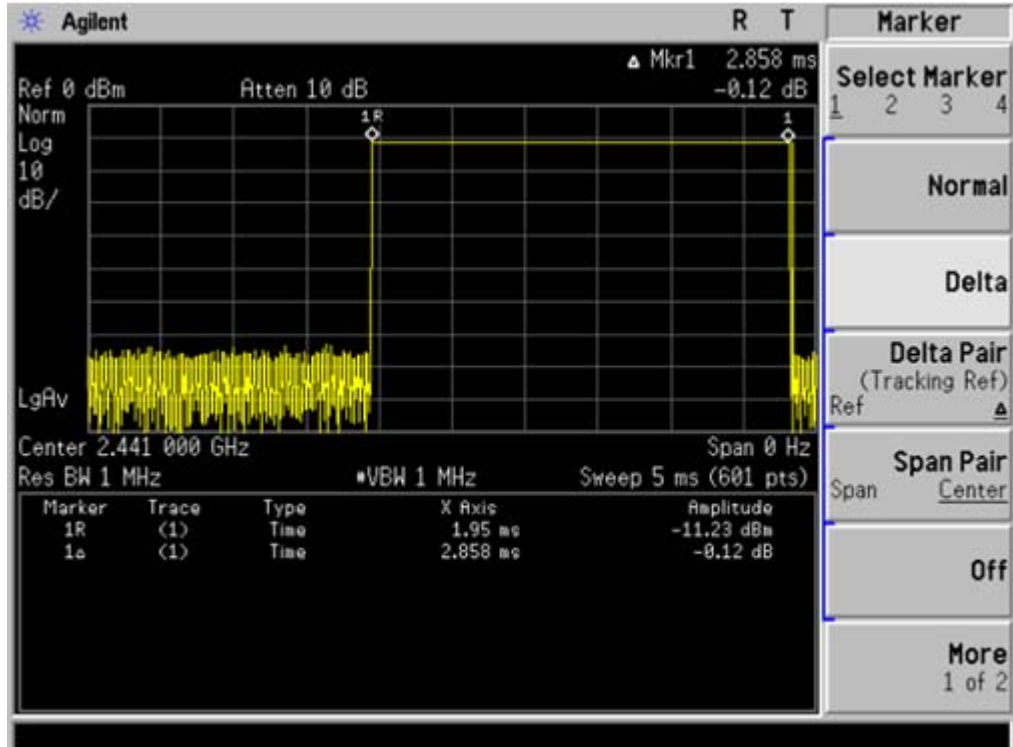 Agilent R T
Marker
Δ Mkr1 2.858 ms
Ref 0 dBm Atten 10 dB -0.12 dB
Norm
Log
10
dB/
1R
1
LgAv
Center 2.441 000 GHz Span 0 Hz
Res BW 1 MHz #VBW 1 MHz Sweep 5 ms (601 pts)
Marker Trace Type X Axis Amplitude
1R (1) Time 1.95 ms -11.23 dBm
1Δ (1) Time 2.858 ms -0.12 dB
Select Marker
1 2 3 4
Normal
Delta
Delta Pair
(Tracking Ref)
Ref Δ
Span Pair
Span Center
Off
More
1 of 2